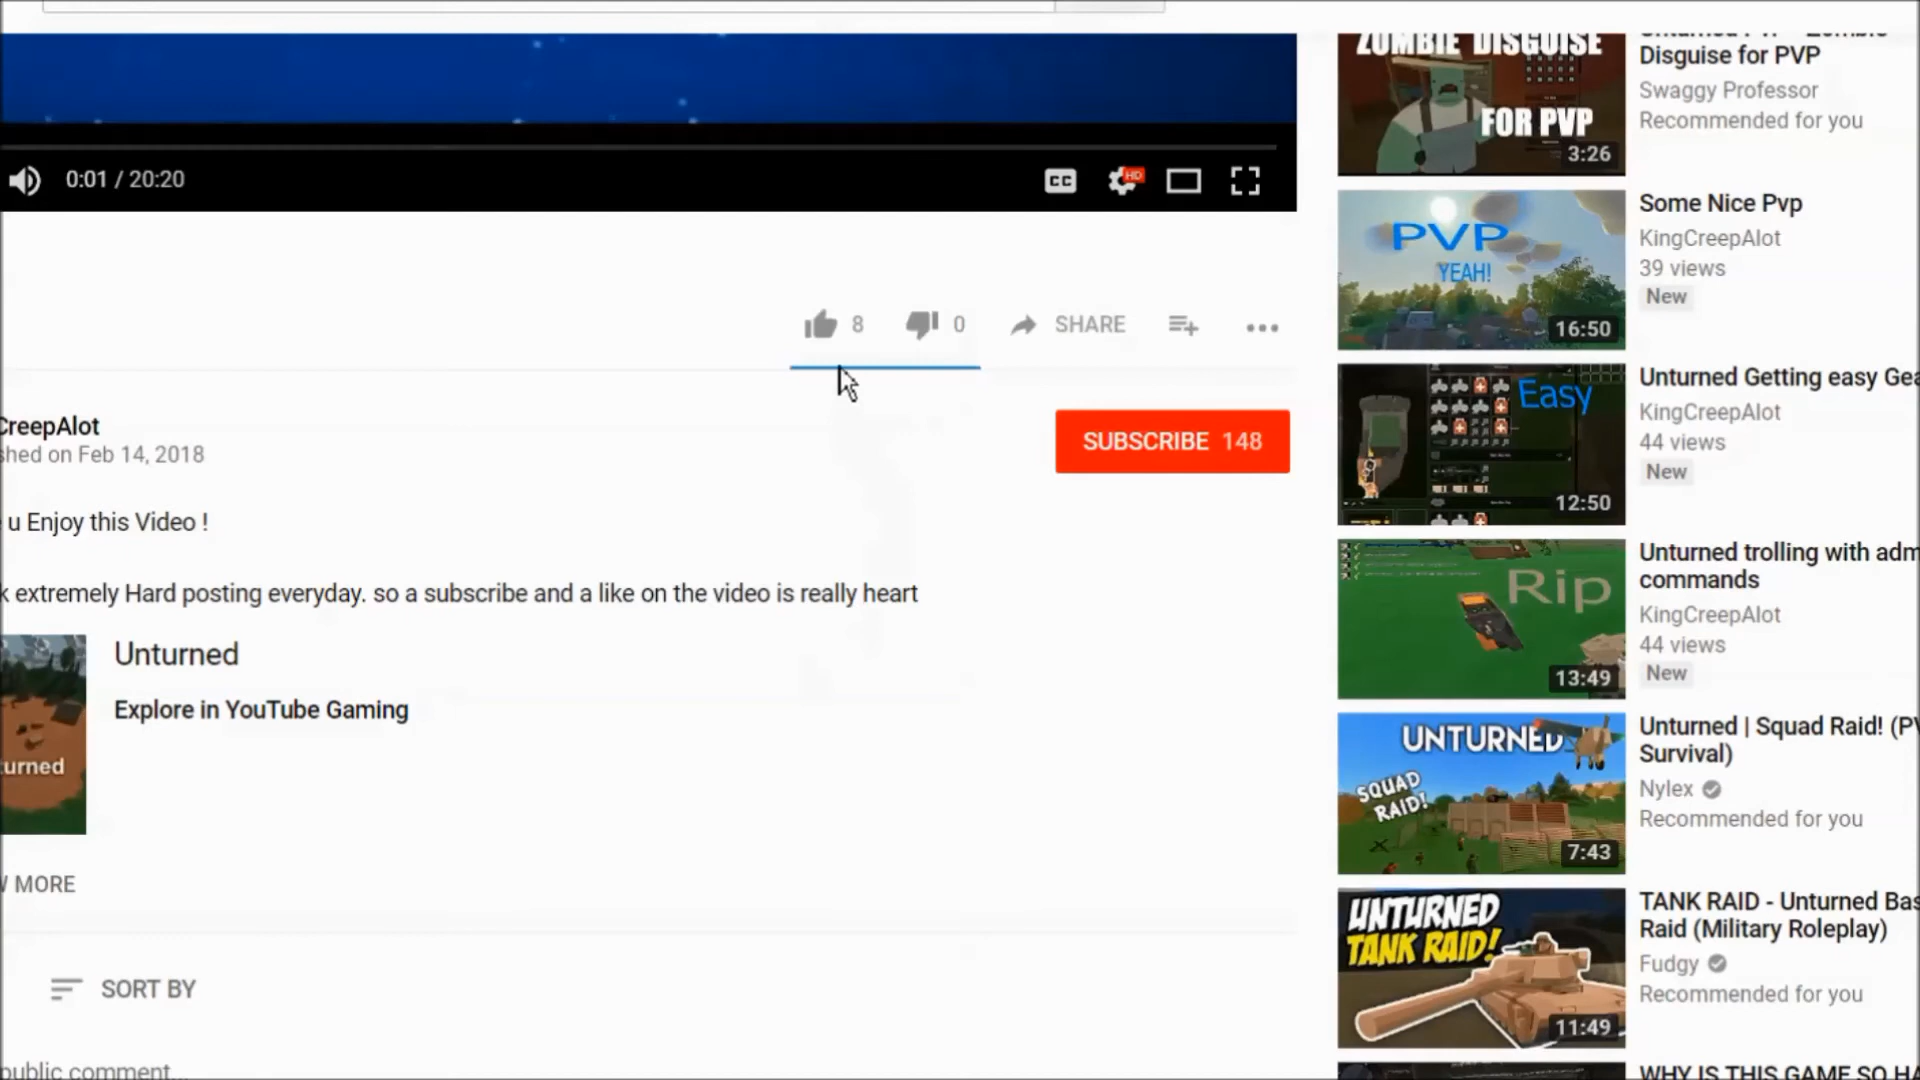 0:01 / 20:20
CC
HD
8
0
SHARE
CreepAlot
shed on Feb 14, 2018
SUBSCRIBE 148
u Enjoy this Video !
k extremely Hard posting everyday. so a subscribe and a like on the video is really heart
Unturned
Explore in YouTube Gaming
urned
W MORE
SORT BY
public comment...
ZOMBIE DISGUISE
FOR PVP
3:26
Disguise for PVP
Swaggy Professor
Recommended for you
PVP
YEAH!
16:50
Some Nice Pvp
KingCreepAlot
39 views
New
Easy
12:50
Unturned Getting easy Gea
KingCreepAlot
44 views
New
Rip
13:49
Unturned trolling with adm
commands
KingCreepAlot
44 views
New
UNTURNED
SQUAD
RAID!
7:43
Unturned | Squad Raid! (PV
Survival)
Nylex
Recommended for you
UNTURNED
TANK RAID!
11:49
TANK RAID - Unturned Bas
Raid (Military Roleplay)
Fudgy
Recommended for you
WHY IS THIS GAME SO HA